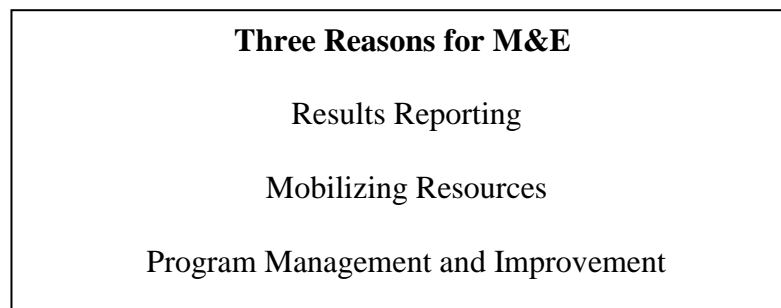 Three Reasons for M&E
Results Reporting
Mobilizing Resources
Program Management and Improvement